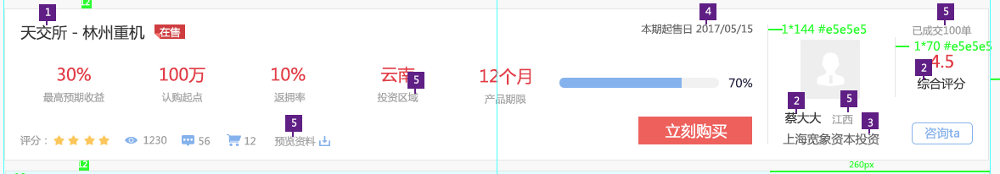 12
1
4
5
天交所 - 林州重机 在售
本期起售日 2017/05/15
1*144 #e5e5e5
已成交100单
1*70 #e5e5e5
30%
100万
10%
云南
12个月
4.5
5
2
最高预期收益
认购起点
返拥率
投资区域
产品期限
70%
综合评分
1
2
5
蔡大大
江西
5
3
立刻购买
评分：
1230
56
12
预览资料
上海宽象资本投资
咨询ta
12
260px